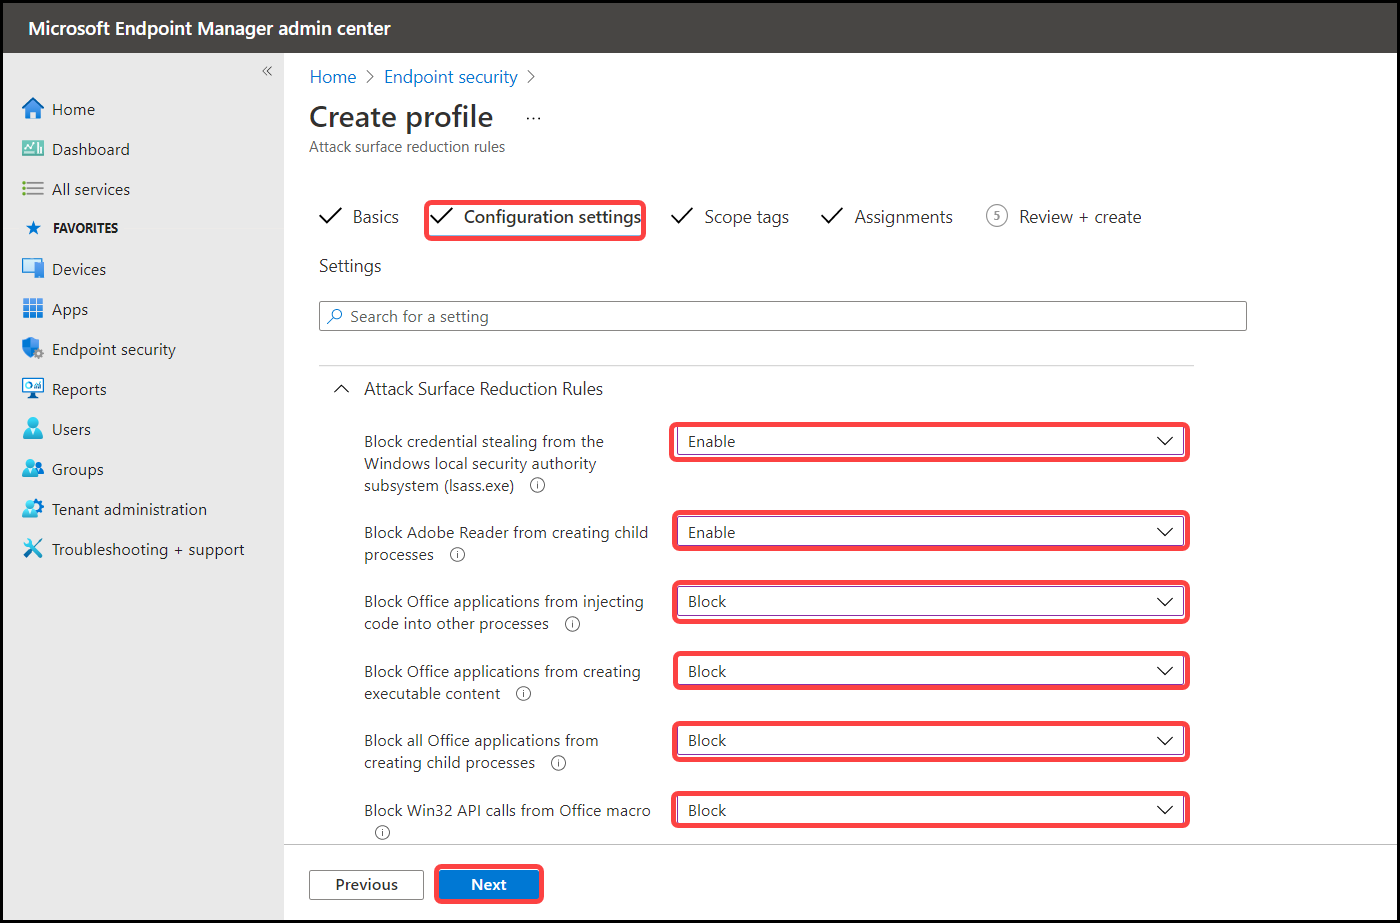 Microsoft Endpoint Manager admin center
«
Home
Dashboard
All services
FAVORITES
Devices
Apps
Endpoint security
Reports
Users
Groups
Tenant administration
Troubleshooting + support
Home > Endpoint security >
Create profile ...
Attack surface reduction rules
Basics Configuration settings Scope tags Assignments 5 Review + create
Settings
Search for a setting
Attack Surface Reduction Rules
Block credential stealing from the Enable
Windows local security authority
subsystem (lsass.exe)
Block Adobe Reader from creating child Enable
processes
Block Office applications from injecting Block
code into other processes
Block Office applications from creating Block
executable content
Block all Office applications from Block
creating child processes
Block Win32 API calls from Office macro Block
Previous Next